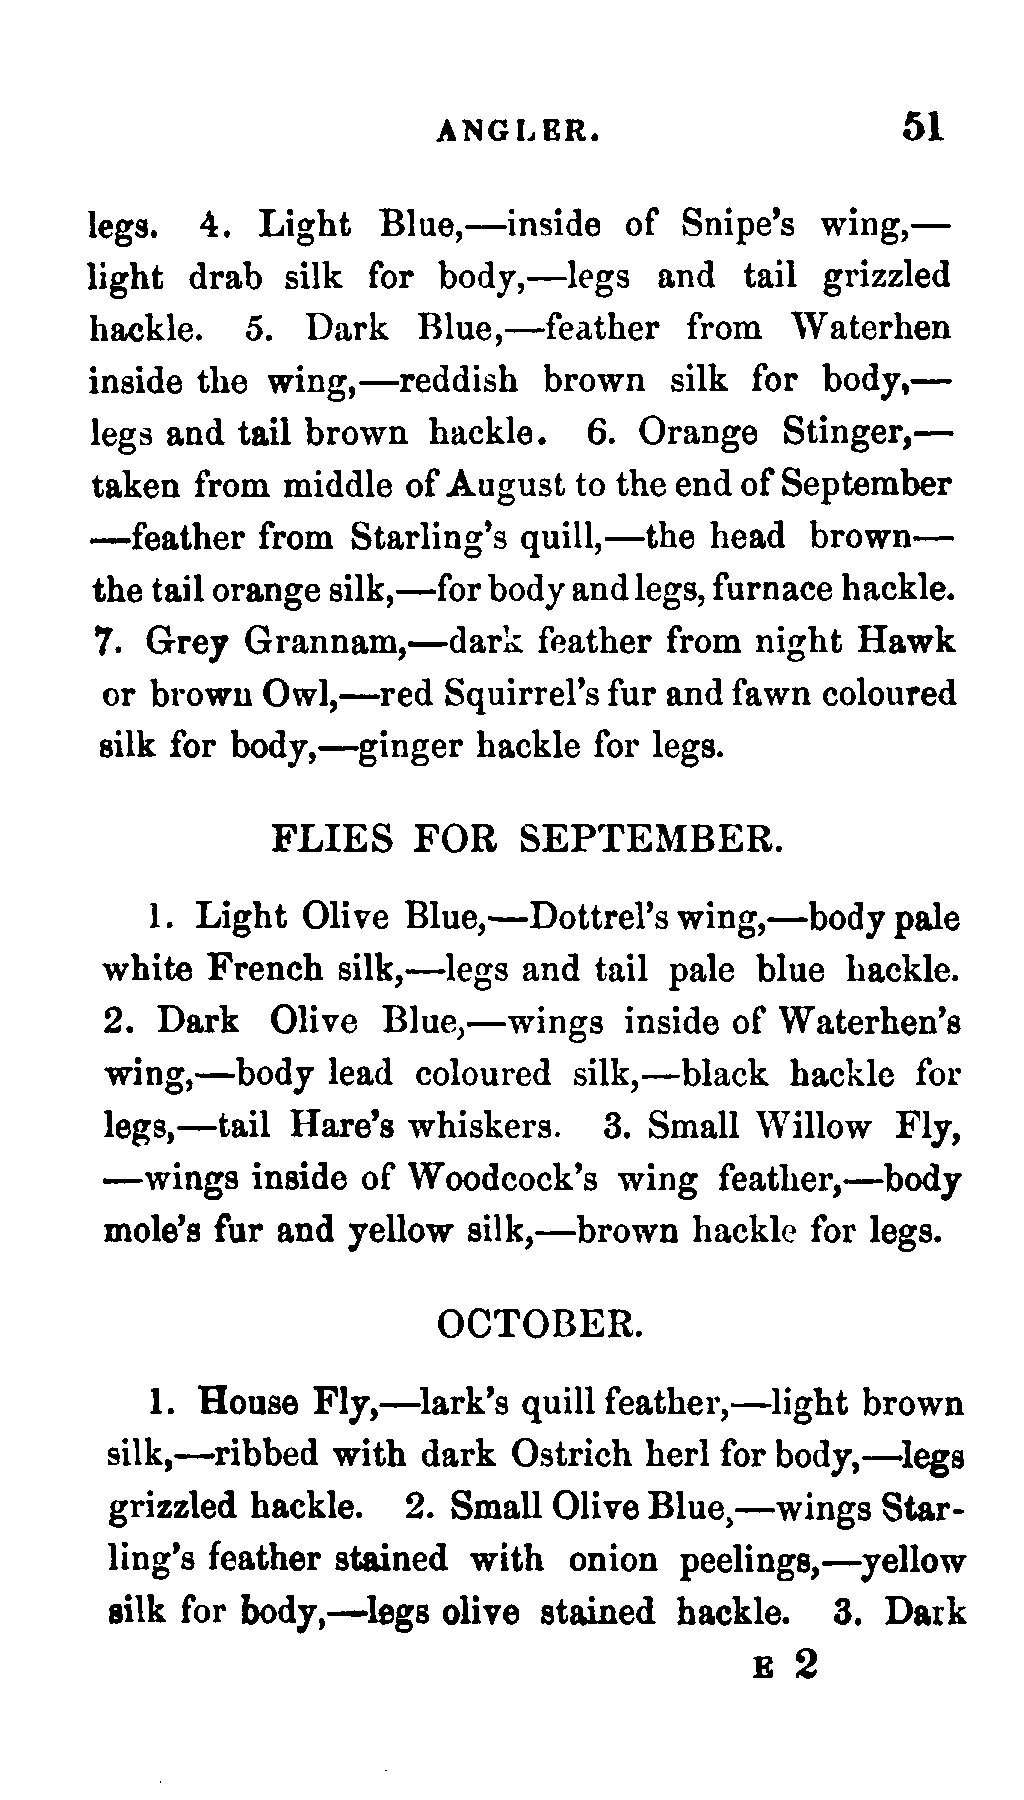 ANGLER. 51
legs. 4. Light Blue,—inside of Snipe's wing,—
light drab silk for body,—legs and tail grizzled
hackle. 5. Dark Blue,—feather from Waterhen
inside the wing,—reddish brown silk for body,—
legs and tail brown hackle. 6. Orange Stinger,—
taken from middle of August to the end of September
—feather from Starling's quill,—the head brown—
the tail orange silk,—for body and legs, furnace hackle.
7. Grey Grannam,—dark feather from night Hawk
or brown Owl,—red Squirrel's fur and fawn coloured
silk for body,—ginger hackle for legs.
FLIES FOR SEPTEMBER.
1. Light Olive Blue,—Dottrel's wing,—body pale
white French silk,—legs and tail pale blue hackle.
2. Dark Olive Blue,—wings inside of Waterhen's
wing,—body lead coloured silk,—black hackle for
legs,—tail Hare's whiskers. 3. Small Willow Fly,
—wings inside of Woodcock's wing feather,—body
mole's fur and yellow silk,—brown hackle for legs.
OCTOBER.
1. House Fly,—lark's quill feather,—light brown
silk,—ribbed with dark Ostrich herl for body,—legs
grizzled hackle. 2. Small Olive Blue,—wings Star-
ling's feather stained with onion peelings,—yellow
silk for body,—legs olive stained hackle. 3. Dark
E 2